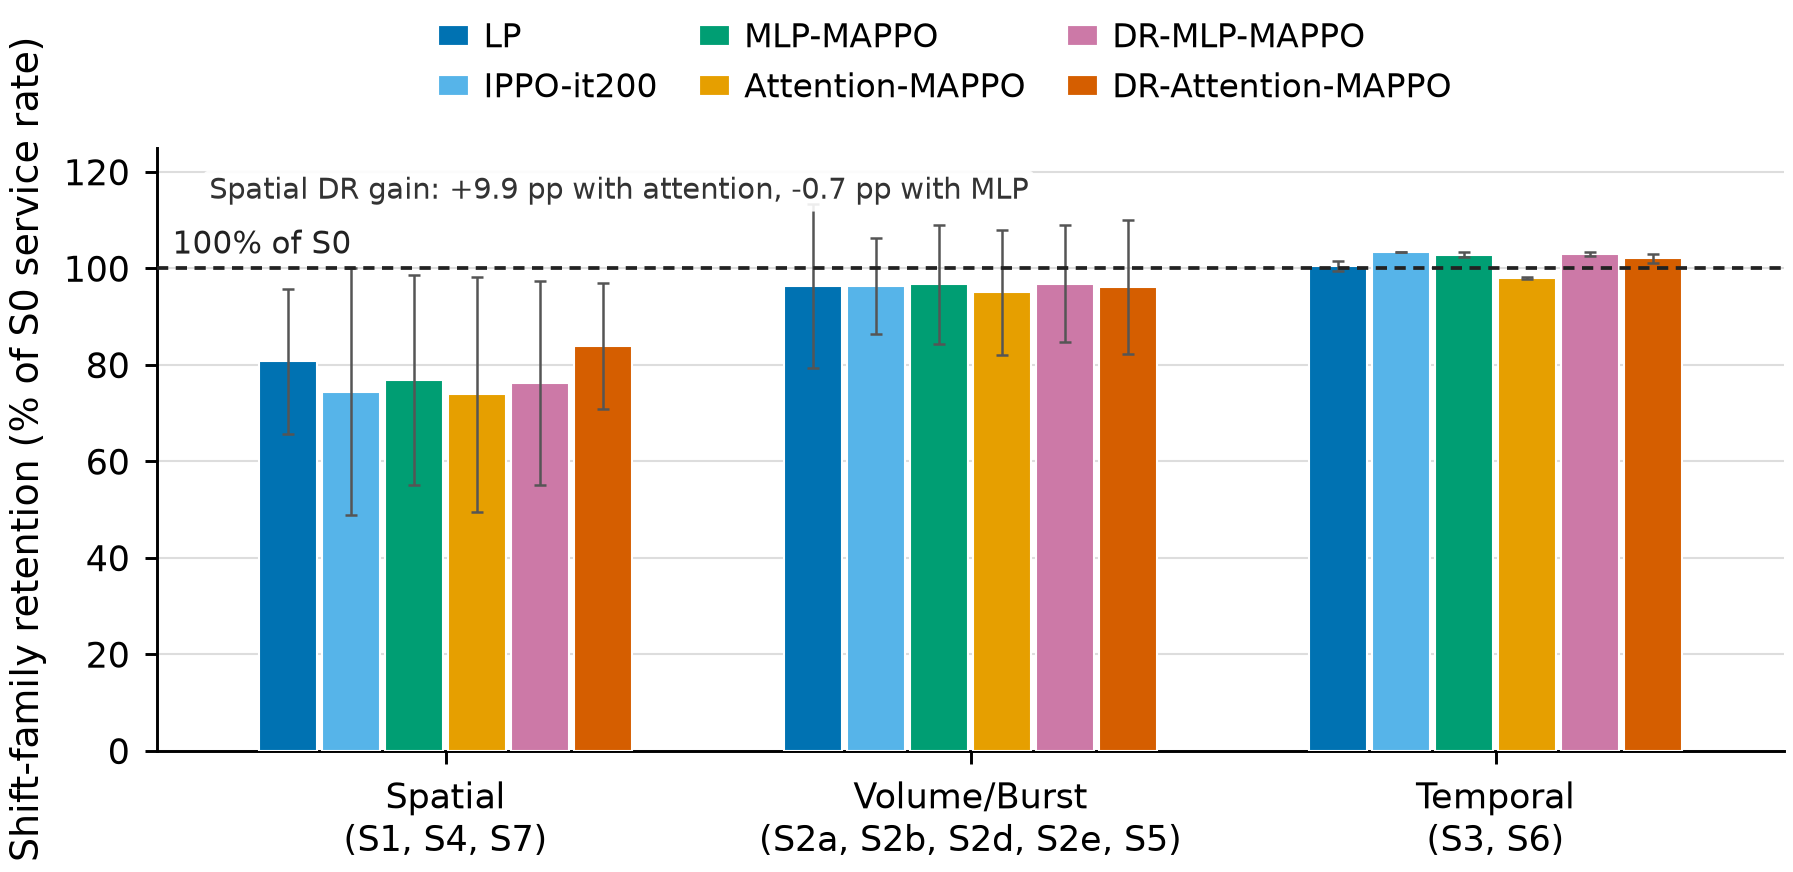 LP
MLP-MAPPO
DR-MLP-MAPPO
IPPO-it200
Attention-MAPPO
DR-Attention-MAPPO
Shift-family retention (% of S0 service rate)
120
Spatial DR gain: +9.9 pp with attention, -0.7 pp with MLP
100% of S0
100
80
60
40
20
0
Spatial
(S1, S4, S7)
Volume/Burst
(S2a, S2b, S2d, S2e, S5)
Temporal
(S3, S6)